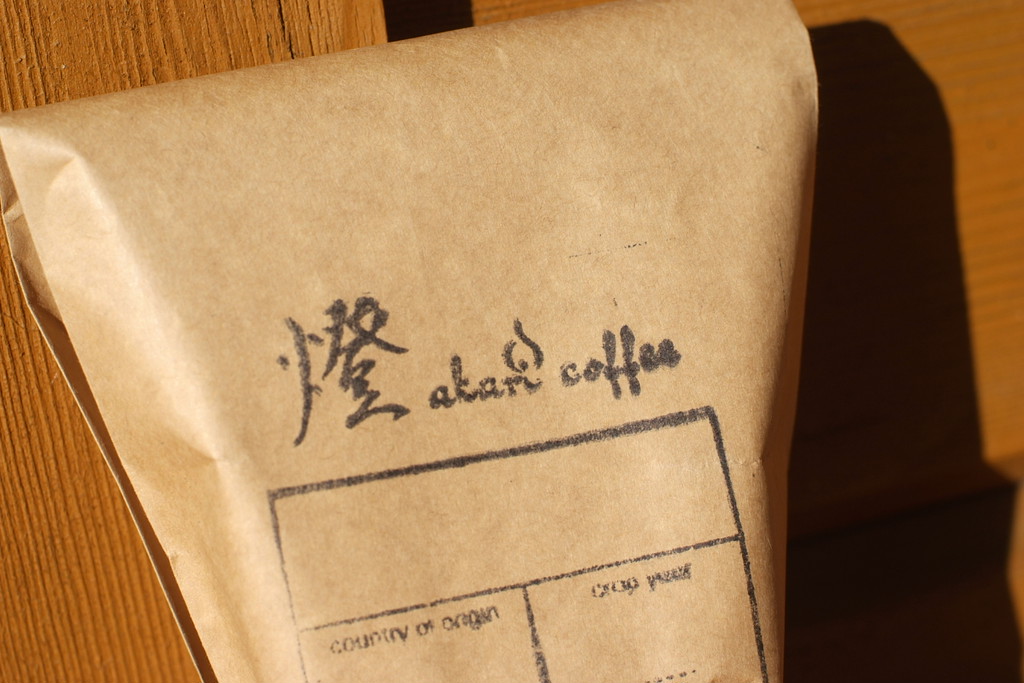 燈 akari coffee
country of origin crop year